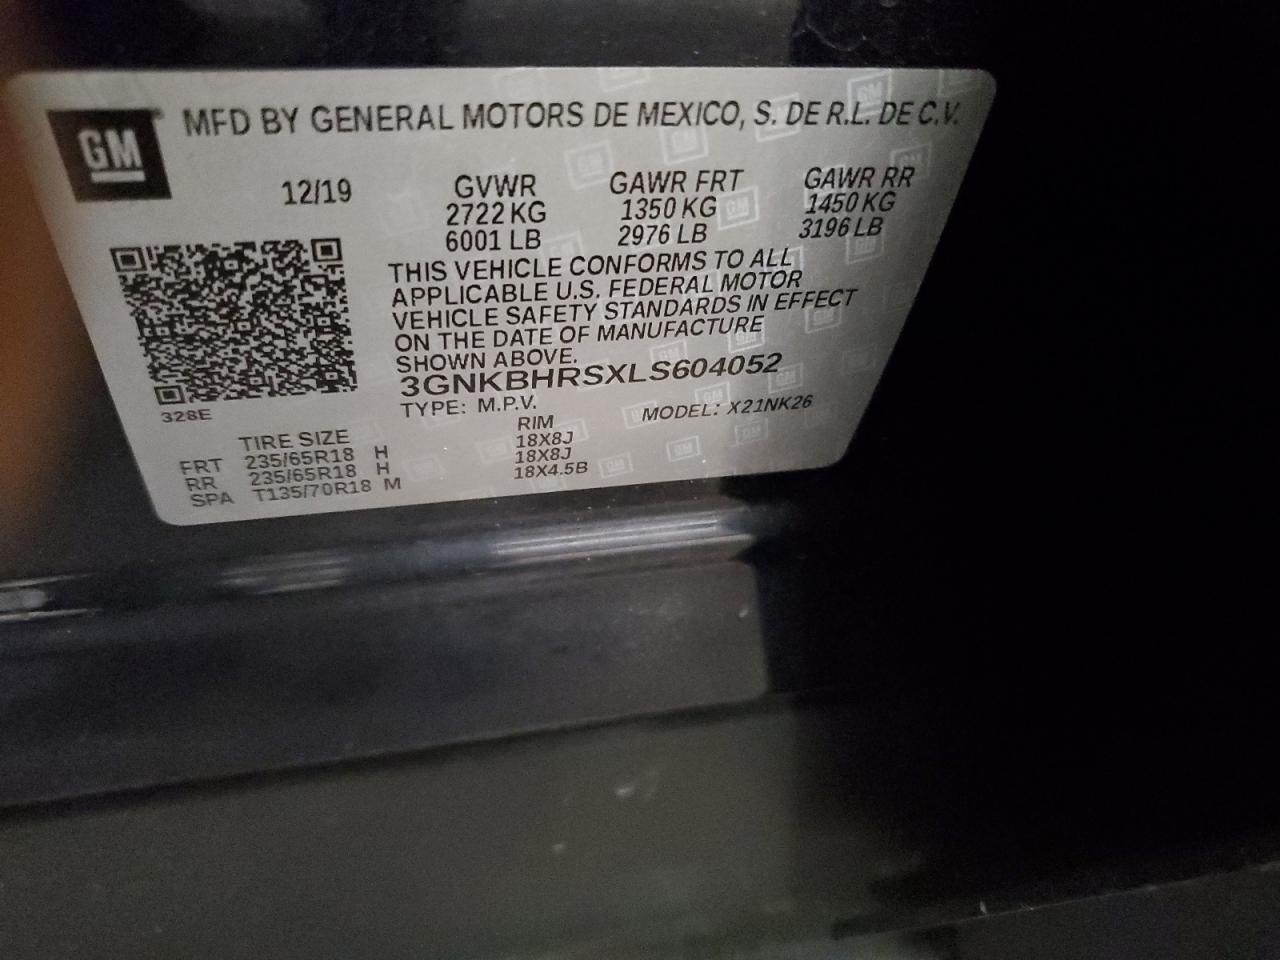 GM MFD BY GENERAL MOTORS DE MEXICO, S. DE R.L. DE C.V.
12/19 GVWR GAWR FRT GAWR RR
2722 KG 1350 KG 1450 KG
6001 LB 2976 LB 3196 LB
THIS VEHICLE CONFORMS TO ALL
APPLICABLE U.S. FEDERAL MOTOR
VEHICLE SAFETY STANDARDS IN EFFECT
ON THE DATE OF MANUFACTURE
SHOWN ABOVE.
3GNKBHRSXLS604052
328E TYPE: M.P.V. MODEL: X21NK26
TIRE SIZE RIM
FRT 235/65R18 H 18X8J
RR 235/65R18 H 18X8J
SPA T135/70R18 M 18X4.5B